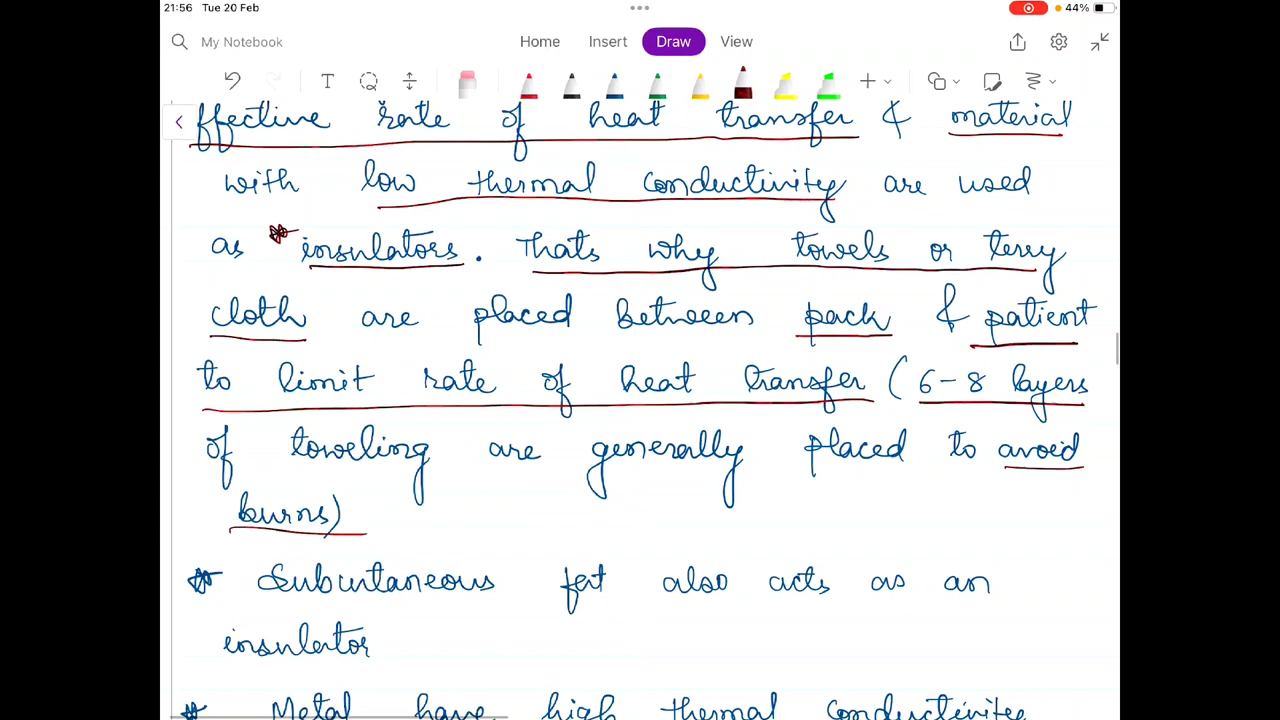 21:56 Tue 20 Feb
44%
My Notebook
Home Insert Draw View
ffective rate of heat transfer & material
with low thermal conductivity are used
as insulators. Thats why towels or terry
cloth are placed between pack & patient
to limit rate of heat transfer (6-8 layers
of toweling are generally placed to avoid
burns)
Subcutaneous fat also acts as an
insulator
Metal have high thermal conductivity